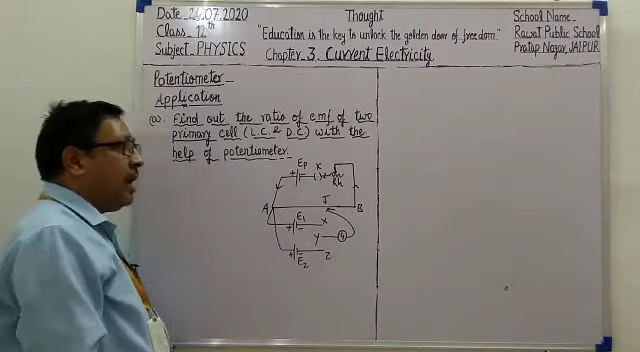 Date 24.07.2020
Class 12th
Subject PHYSICS
Thought
"Education is the key to unlock the golden door of freedom."
Chapter 3. Current Electricity
School Name
Rawat Public School
Pratap Nagar, JAIPUR
Potentiometer
Application
(a). Find out the ratio of emf of two
primary cell (L.C. & D.C) with the
help of potentiometer.
Ep K
+ ( ) Rh
A J B
E1 X
+
Y G
+ Z
E2